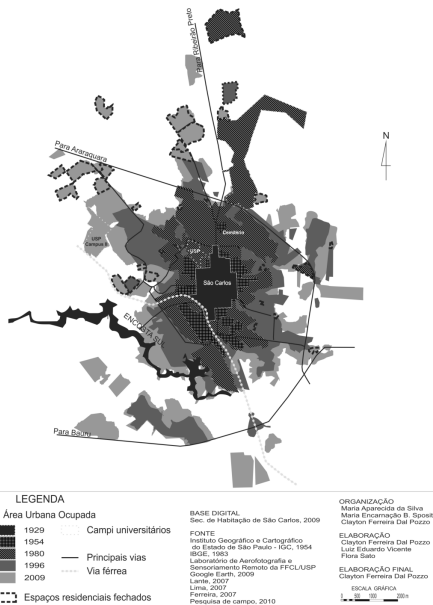 Para Ribeirão Preto
N
Para Araraquara
Cemitério
USP
Campus II
USP
São Carlos
ENCOSTA SUL
Para Bauru
LEGENDA
Área Urbana Ocupada
1929
1954
1980
1996
2009
Campi universitários
Principais vias
Via férrea
Espaços residenciais fechados
BASE DIGITAL
Sec. de Habitação de São Carlos, 2009
FONTE
Instituto Geográfico e Cartográfico
do Estado de São Paulo - IGC, 1954
IBGE, 1983
Laboratório de Aerofotografia e
Sensoriamento Remoto da FFCL/USP
Google Earth, 2009
Lante, 2007
Lima, 2007
Ferreira, 2007
Pesquisa de campo, 2010
ORGANIZAÇÃO
Maria Aparecida da Silva
Maria Encarnação B. Sposito
Clayton Ferreira Dal Pozzo
ELABORAÇÃO
Clayton Ferreira Dal Pozzo
Luiz Eduardo Vicente
Flora Sato
ELABORAÇÃO FINAL
Clayton Ferreira Dal Pozzo
ESCALA GRÁFICA
0 500 1000 2000 m